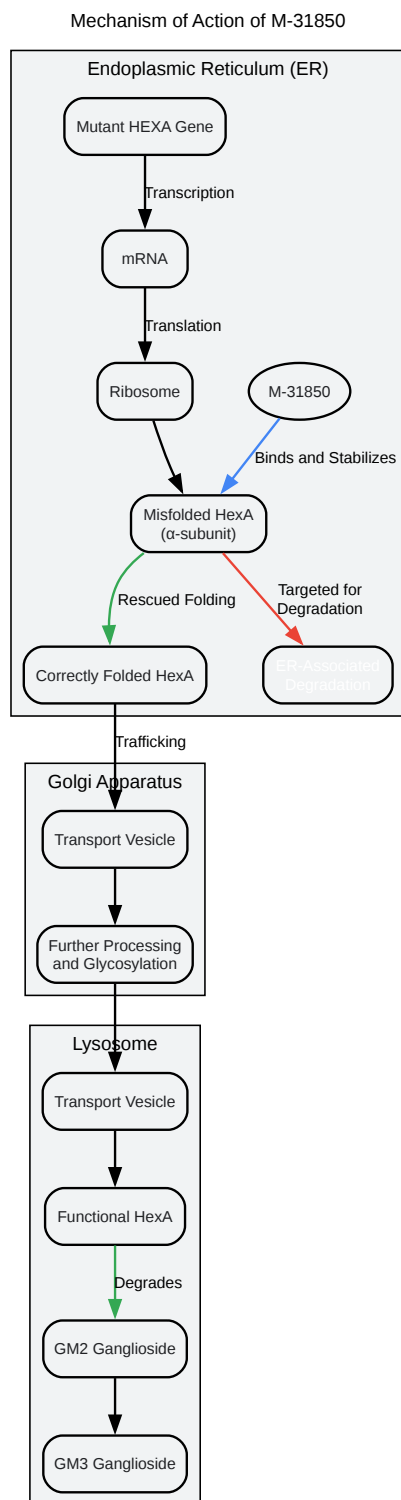 Mechanism of Action of M-31850
Endoplasmic Reticulum (ER)
Mutant HEXA Gene
Transcription
mRNA
Translation
Ribosome
M-31850
Binds and Stabilizes
Misfolded HexA
(α-subunit)
Rescued Folding
Targeted for
Degradation
Correctly Folded HexA
ER-Associated
Degradation
Trafficking
Golgi Apparatus
Transport Vesicle
Further Processing
and Glycosylation
Lysosome
Transport Vesicle
Functional HexA
Degrades
GM2 Ganglioside
GM3 Ganglioside